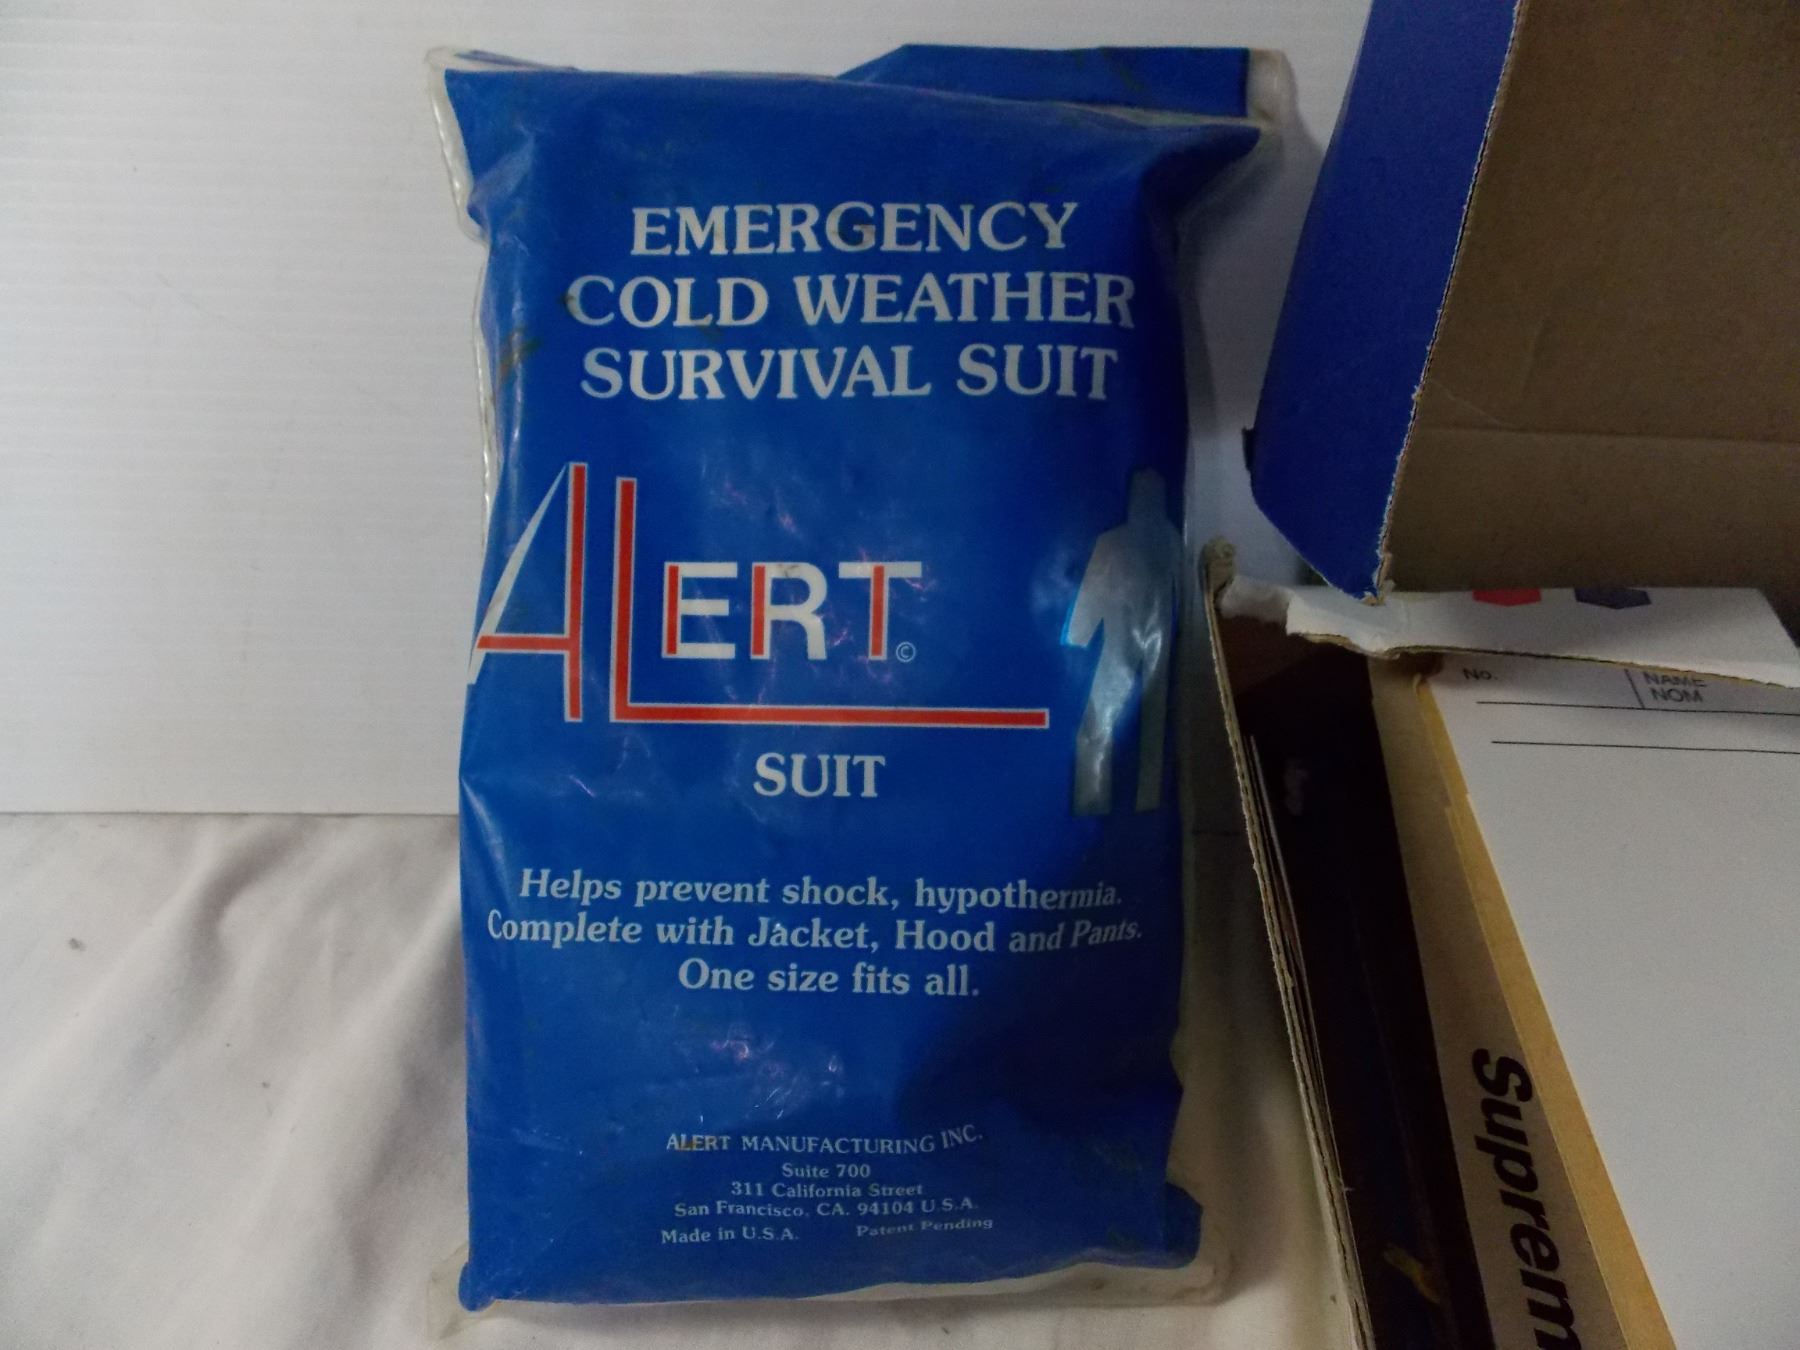 EMERGENCY
COLD WEATHER
SURVIVAL SUIT
ALERT ©
SUIT
Helps prevent shock, hypothermia.
Complete with Jacket, Hood and Pants.
One size fits all.
ALERT MANUFACTURING INC.
Suite 700
311 California Street
San Francisco, CA. 94104 U.S.A.
Made in U.S.A. Patent Pending
No. NAME
NOM
Suprem